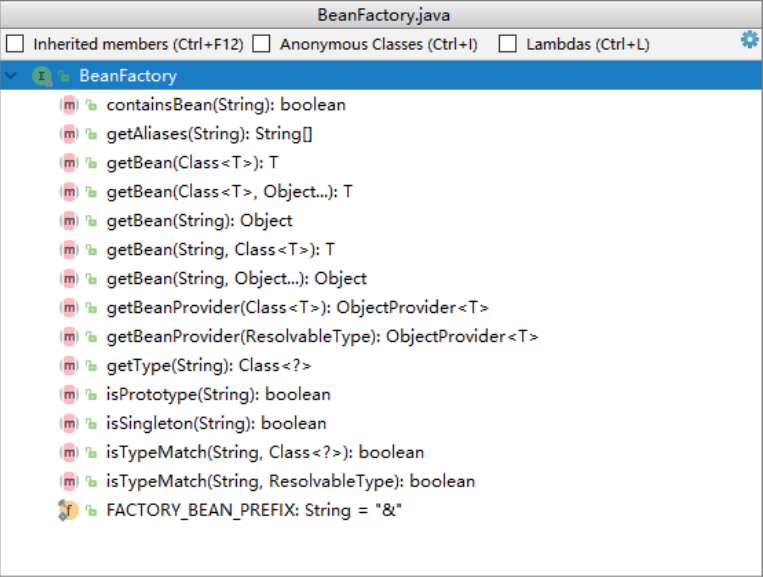 BeanFactory.java
Inherited members (Ctrl+F12) Anonymous Classes (Ctrl+I) Lambdas (Ctrl+L)
I BeanFactory
m containsBean(String): boolean
m getAliases(String): String[]
m getBean(Class<T>): T
m getBean(Class<T>, Object...): T
m getBean(String): Object
m getBean(String, Class<T>): T
m getBean(String, Object...): Object
m getBeanProvider(Class<T>): ObjectProvider<T>
m getBeanProvider(ResolvableType): ObjectProvider<T>
m getType(String): Class<?>
m isPrototype(String): boolean
m isSingleton(String): boolean
m isTypeMatch(String, Class<?>): boolean
m isTypeMatch(String, ResolvableType): boolean
f FACTORY_BEAN_PREFIX: String = "&"